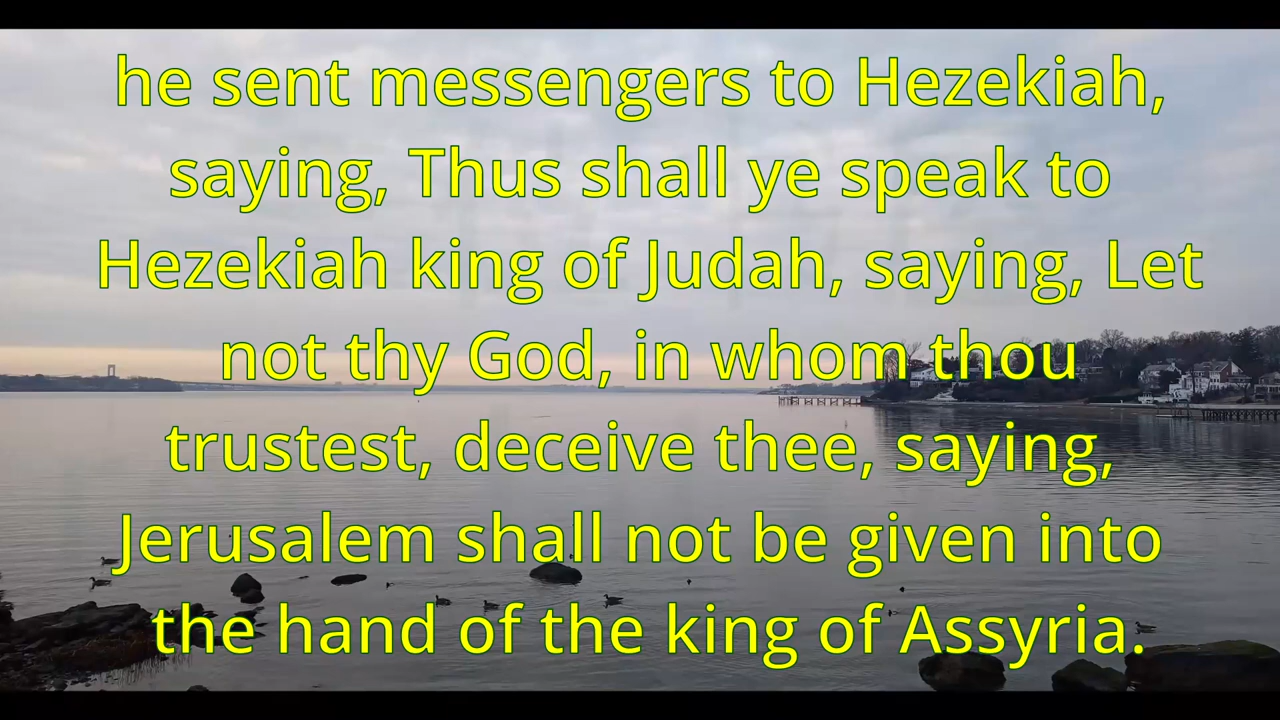 he sent messengers to Hezekiah,
saying, Thus shall ye speak to
Hezekiah king of Judah, saying, Let
not thy God, in whom thou
trustest, deceive thee, saying,
Jerusalem shall not be given into
the hand of the king of Assyria.